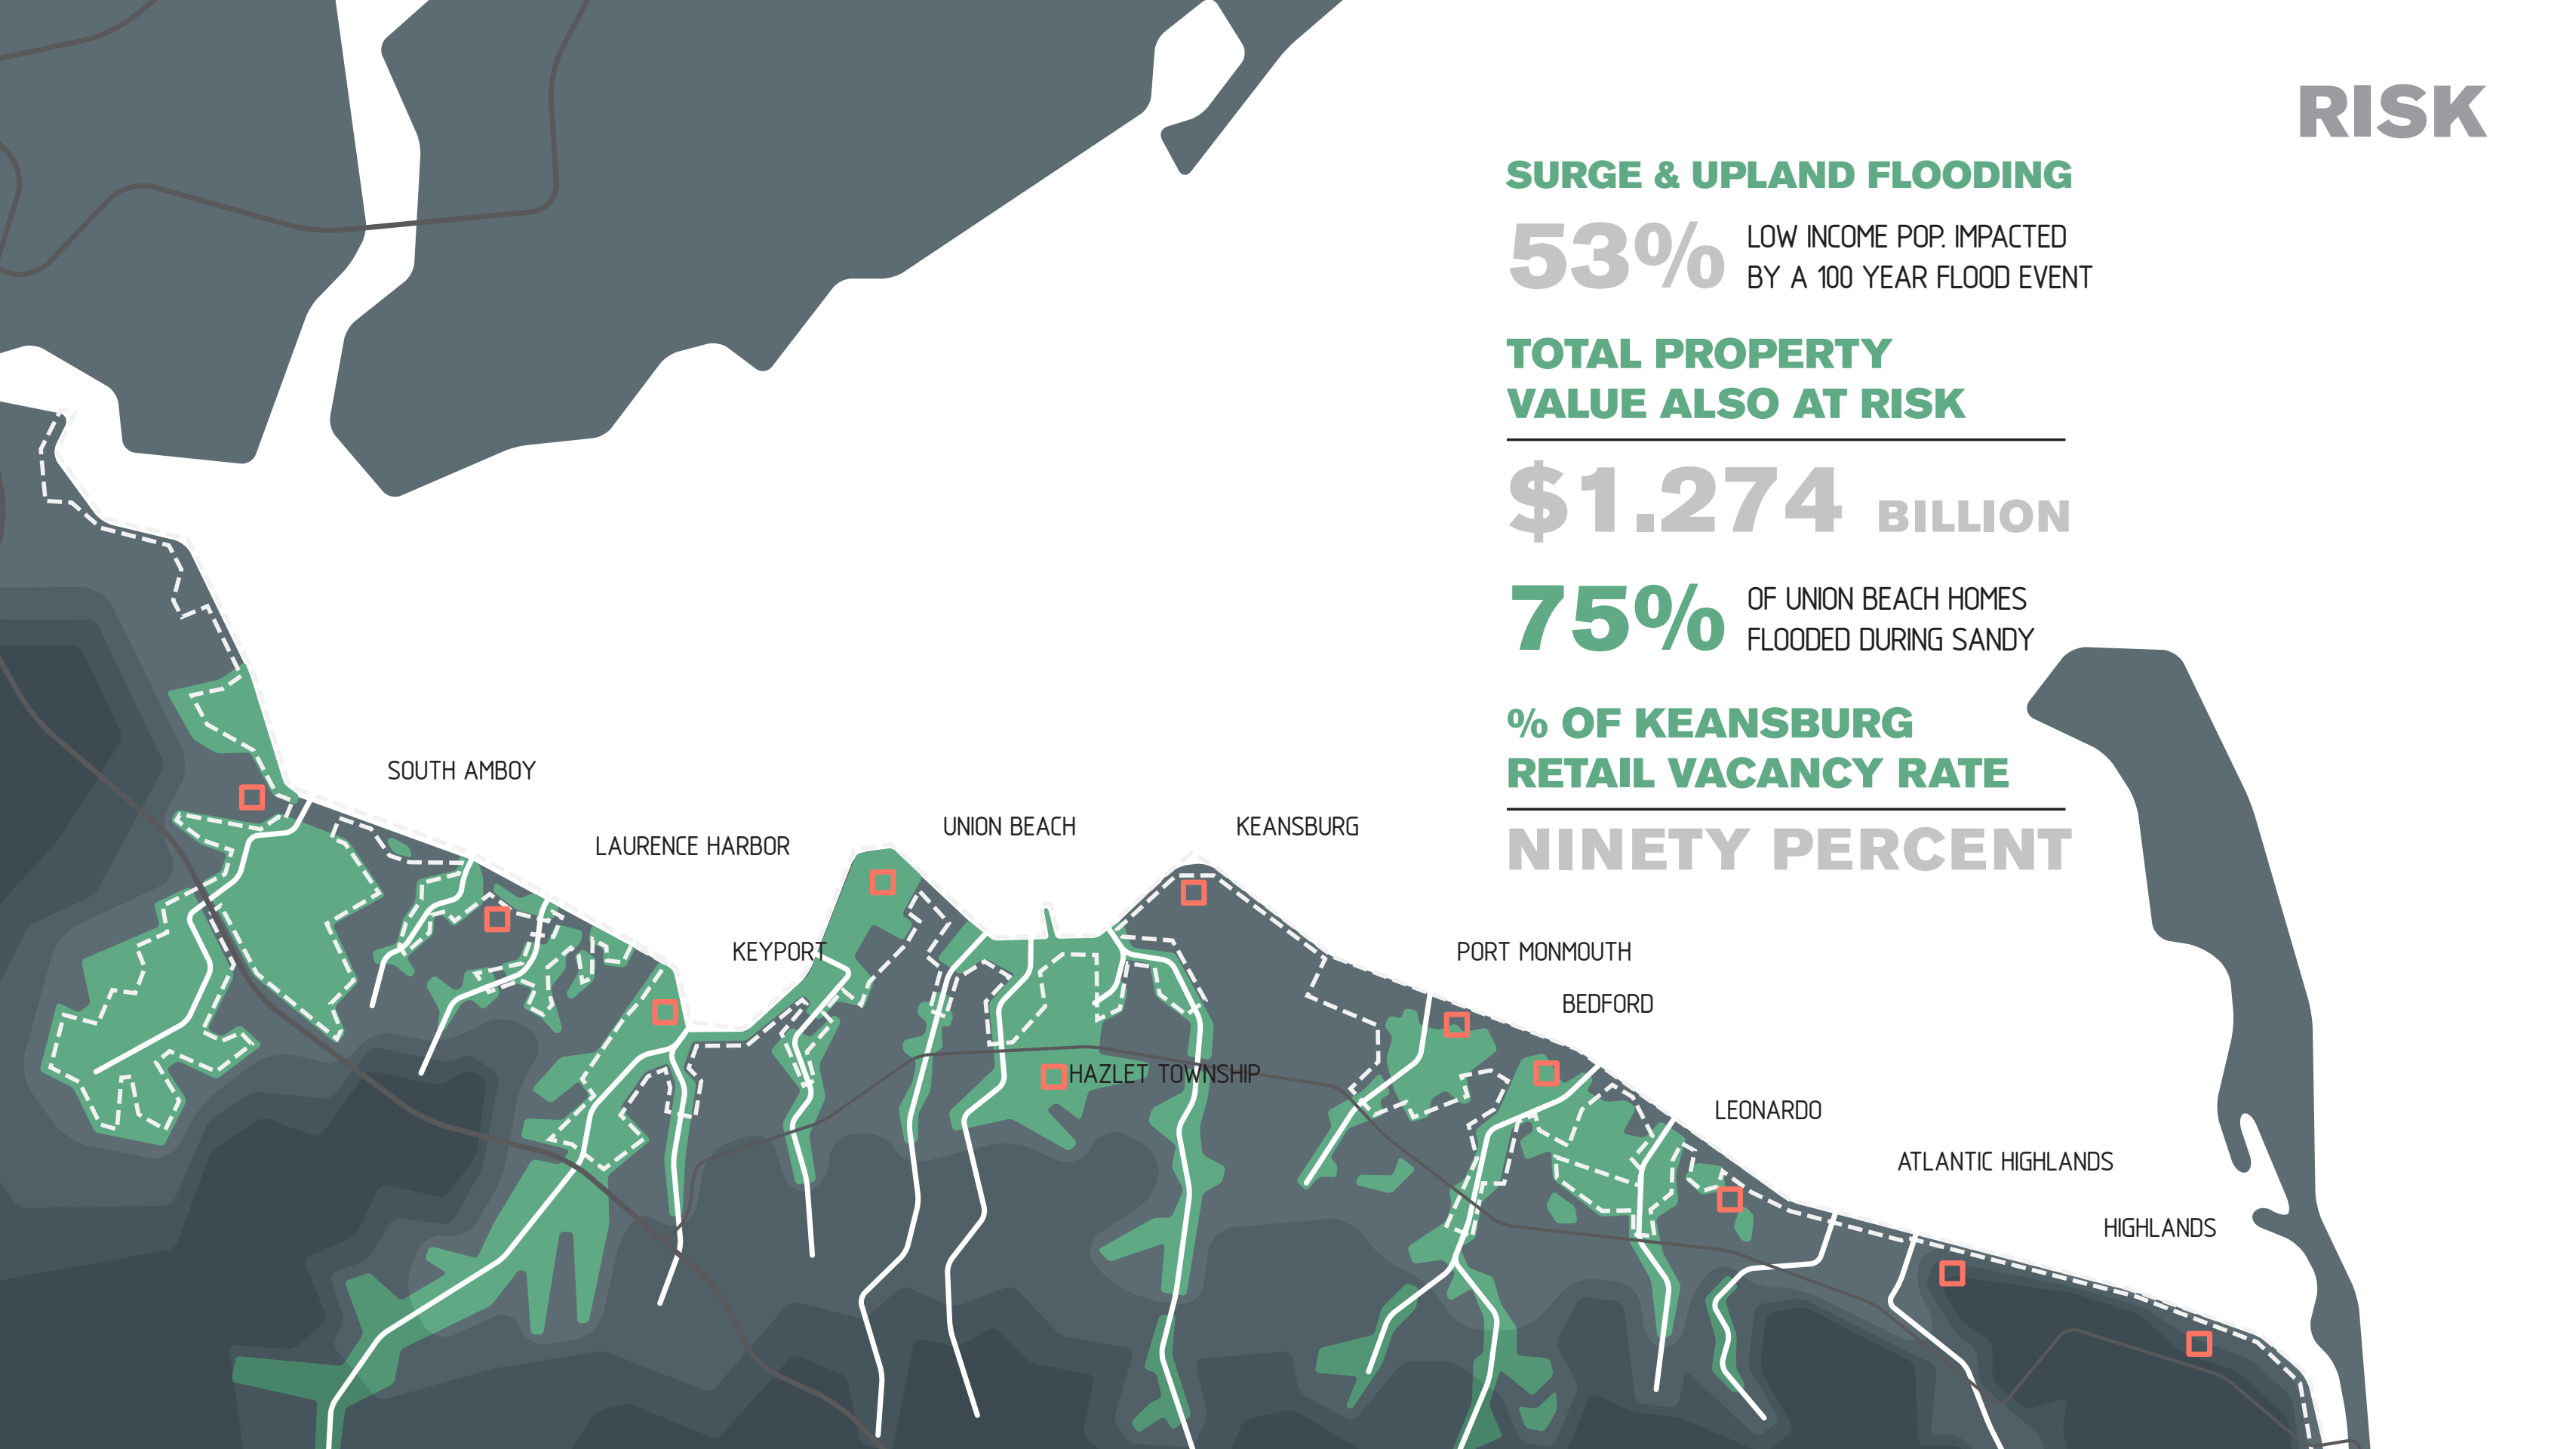 RISK
SURGE & UPLAND FLOODING
53%
LOW INCOME POP. IMPACTED
BY A 100 YEAR FLOOD EVENT
TOTAL PROPERTY
VALUE ALSO AT RISK
$1.274 BILLION
75%
OF UNION BEACH HOMES
FLOODED DURING SANDY
% OF KEANSBURG
RETAIL VACANCY RATE
NINETY PERCENT
SOUTH AMBOY
LAURENCE HARBOR
UNION BEACH
KEANSBURG
KEYPORT
PORT MONMOUTH
BEDFORD
HAZLET TOWNSHIP
LEONARDO
ATLANTIC HIGHLANDS
HIGHLANDS